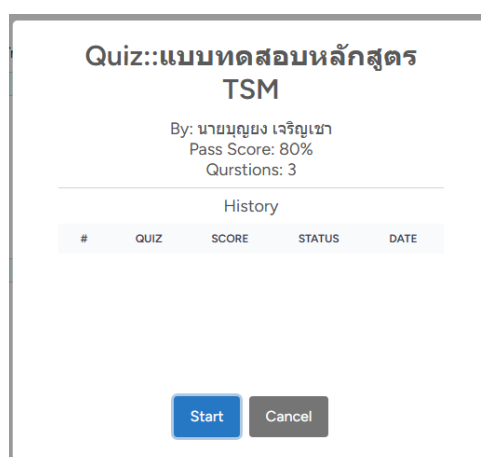 Quiz::แบบทดสอบหลักสูตร
TSM
By: นายบุญยง เจริญเชา
Pass Score: 80%
Qurstions: 3
History
# QUIZ SCORE STATUS DATE
Start Cancel